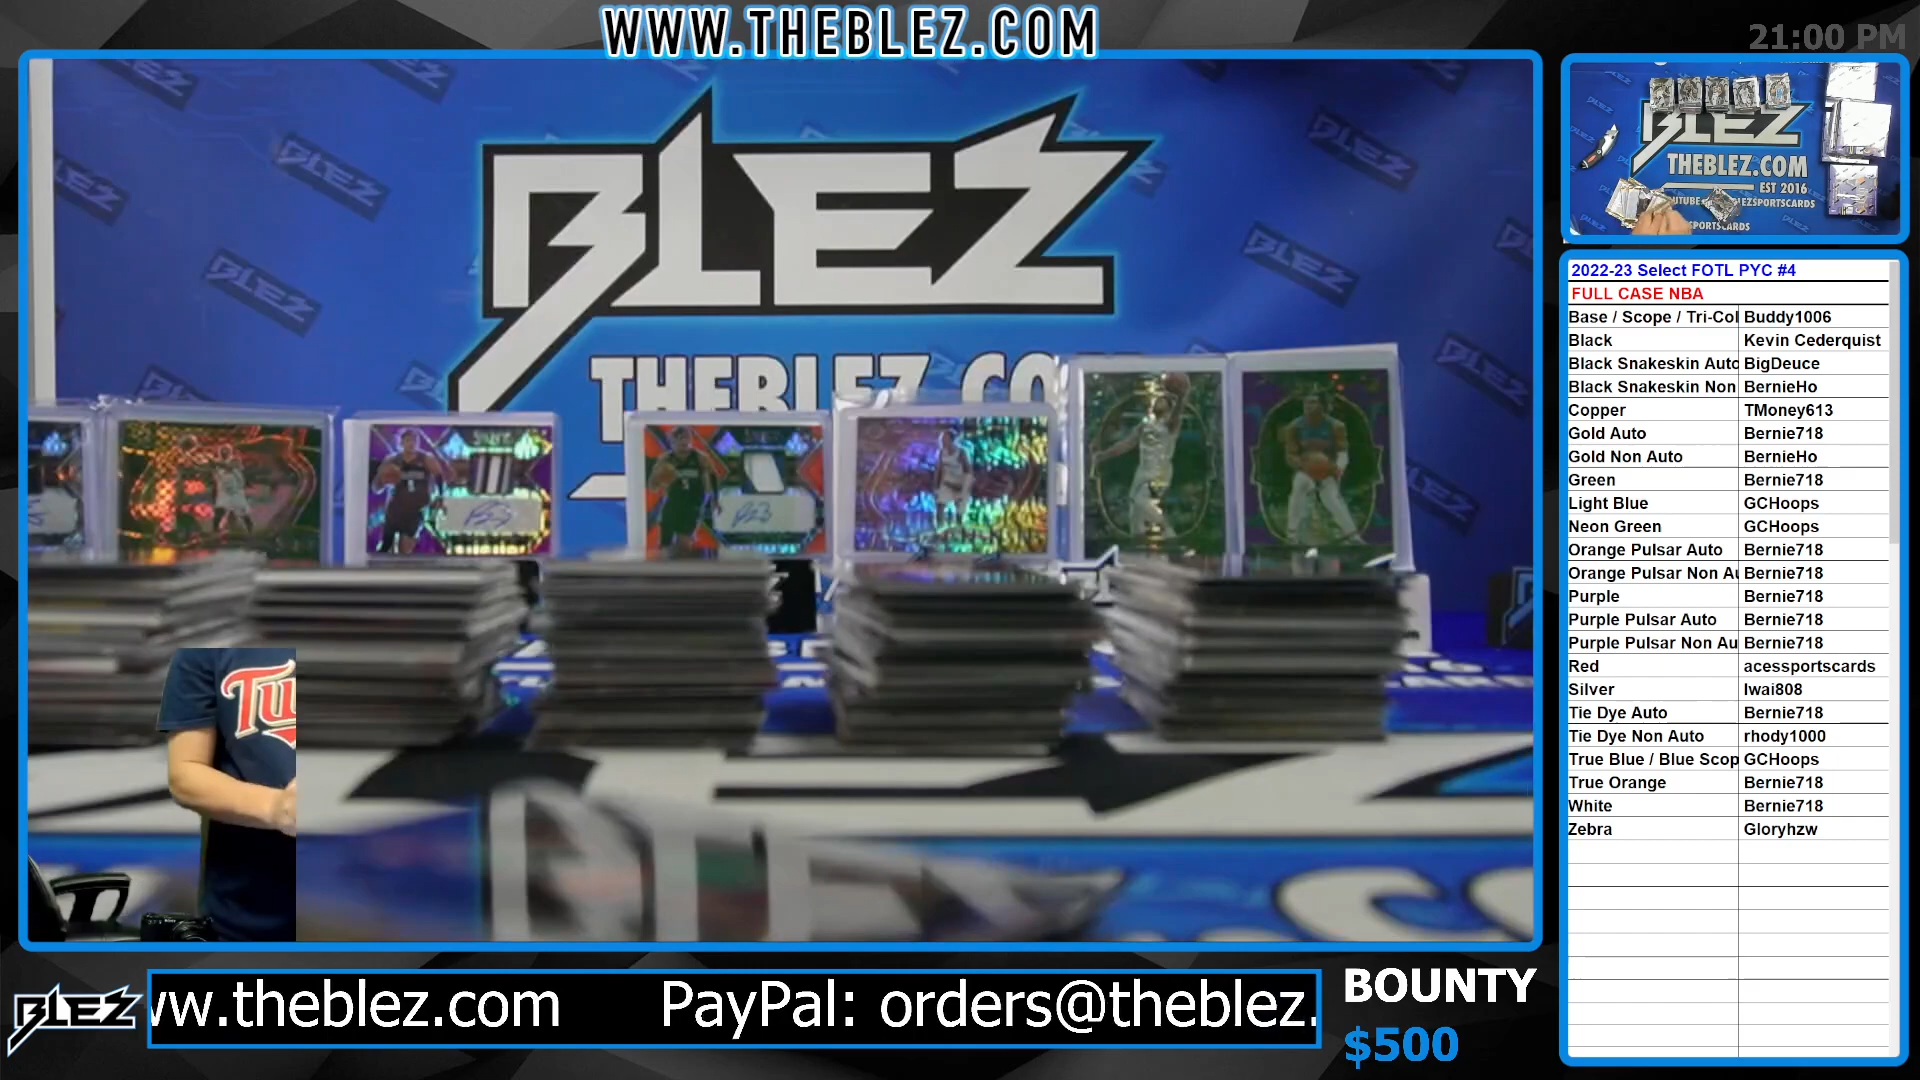 WWW.THEBLEZ.COM
21:00 PM
BLEZ
THEBLEZ.CO
BLEZ
THEBLEZ.COM
EST 2016
2022-23 Select FOTL PYC #4
FULL CASE NBA
Base / Scope / Tri-Col Buddy1006
Black Kevin Cederquist
Black Snakeskin Auto BigDeuce
Black Snakeskin Non BernieHo
Copper TMoney613
Gold Auto Bernie718
Gold Non Auto BernieHo
Green Bernie718
Light Blue GCHoops
Neon Green GCHoops
Orange Pulsar Auto Bernie718
Orange Pulsar Non Au Bernie718
Purple Bernie718
Purple Pulsar Auto Bernie718
Purple Pulsar Non Au Bernie718
Red acessportscards
Silver Iwai808
Tie Dye Auto Bernie718
Tie Dye Non Auto rhody1000
True Blue / Blue Scop GCHoops
True Orange Bernie718
White Bernie718
Zebra Gloryhzw
BLEZ
ww.theblez.com PayPal: orders@theblez.
BOUNTY
$500